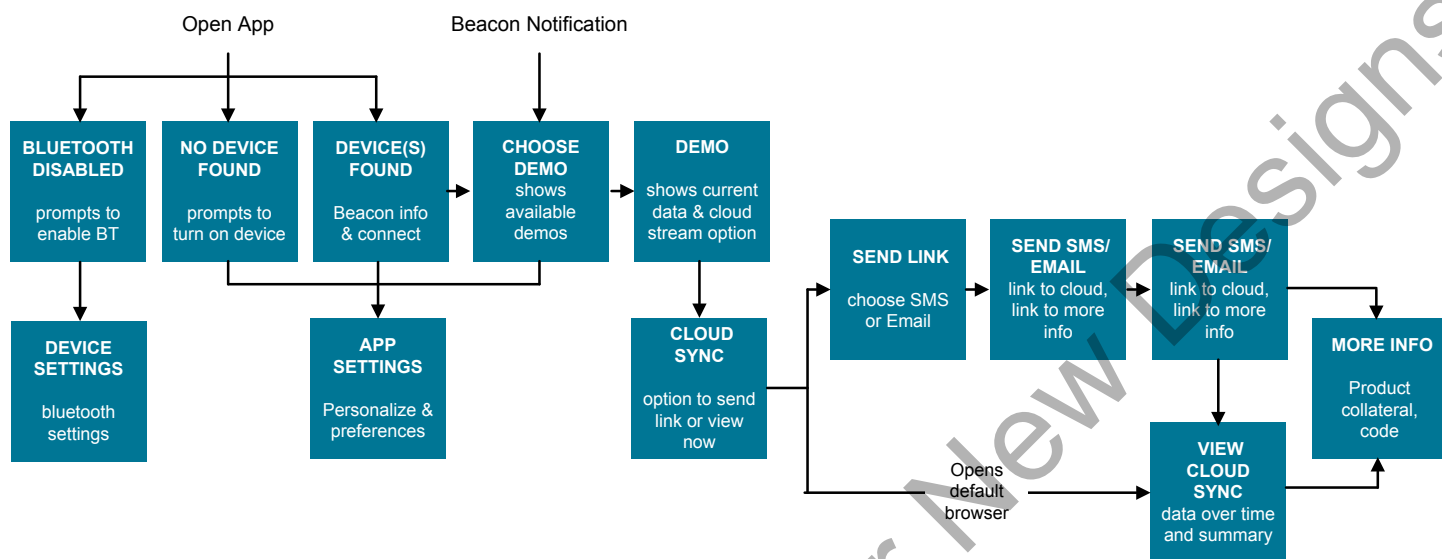 Open App
Beacon Notification
BLUETOOTH
DISABLED
prompts to
enable BT
NO DEVICE
FOUND
prompts to
turn on device
DEVICE(S)
FOUND
Beacon info
& connect
CHOOSE
DEMO
shows
available
demos
DEMO
shows current
data & cloud
stream option
DEVICE
SETTINGS
bluetooth
settings
APP
SETTINGS
Personalize &
preferences
CLOUD
SYNC
option to send
link or view
now
SEND LINK
choose SMS
or Email
SEND SMS/
EMAIL
link to cloud,
link to more
info
SEND SMS/
EMAIL
link to cloud,
link to more
info
MORE INFO
Product
collateral,
code
Opens
default
browser
VIEW
CLOUD
SYNC
data over time
and summary
New Designs